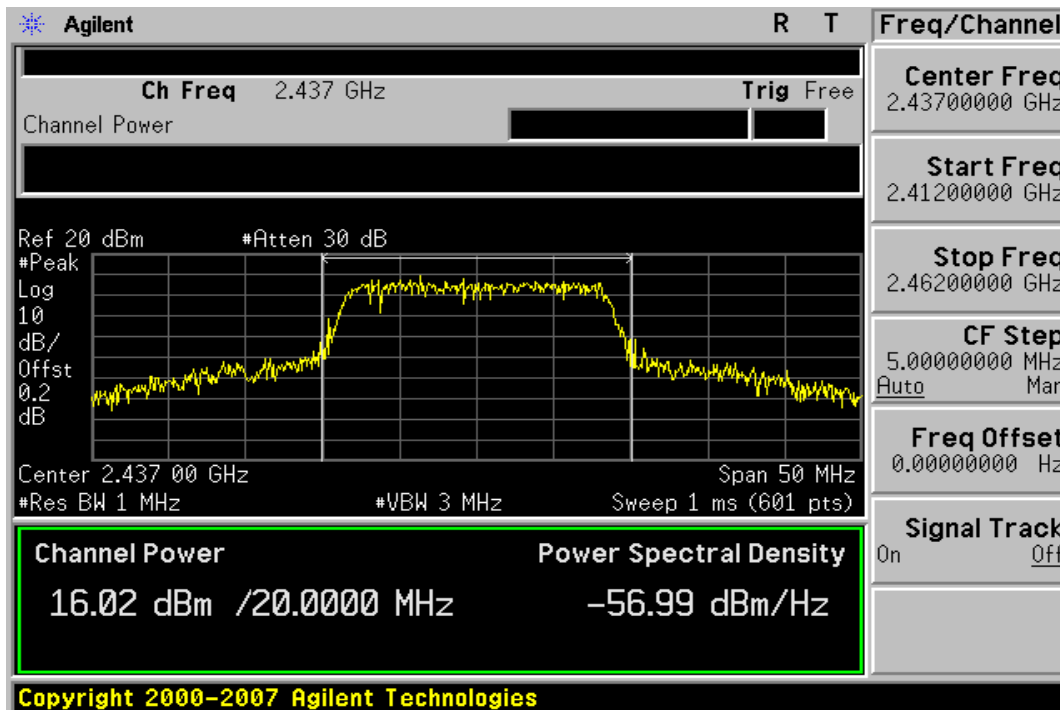 Agilent R T
Freq/Channel
Ch Freq 2.437 GHz Trig Free
Channel Power
Ref 20 dBm #Atten 30 dB
#Peak
Log
10
dB/
Offst
0.2
dB
Center 2.437 00 GHz Span 50 MHz
#Res BW 1 MHz #VBW 3 MHz Sweep 1 ms (601 pts)
Channel Power Power Spectral Density
16.02 dBm /20.0000 MHz -56.99 dBm/Hz
Center Freq
2.43700000 GHz
Start Freq
2.41200000 GHz
Stop Freq
2.46200000 GHz
CF Step
5.00000000 MHz
Auto Man
Freq Offset
0.00000000 Hz
Signal Track
On Off
Copyright 2000-2007 Agilent Technologies